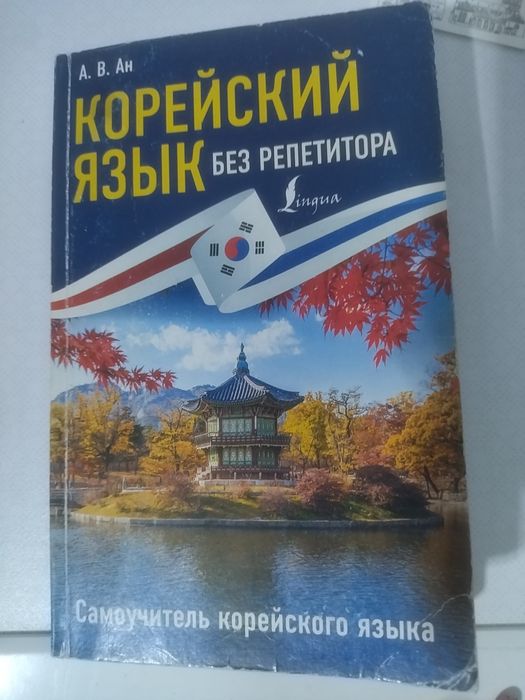 А. В. Ан
КОРЕЙСКИЙ
ЯЗЫК БЕЗ РЕПЕТИТОРА
Lingua
Самоучитель корейского языка